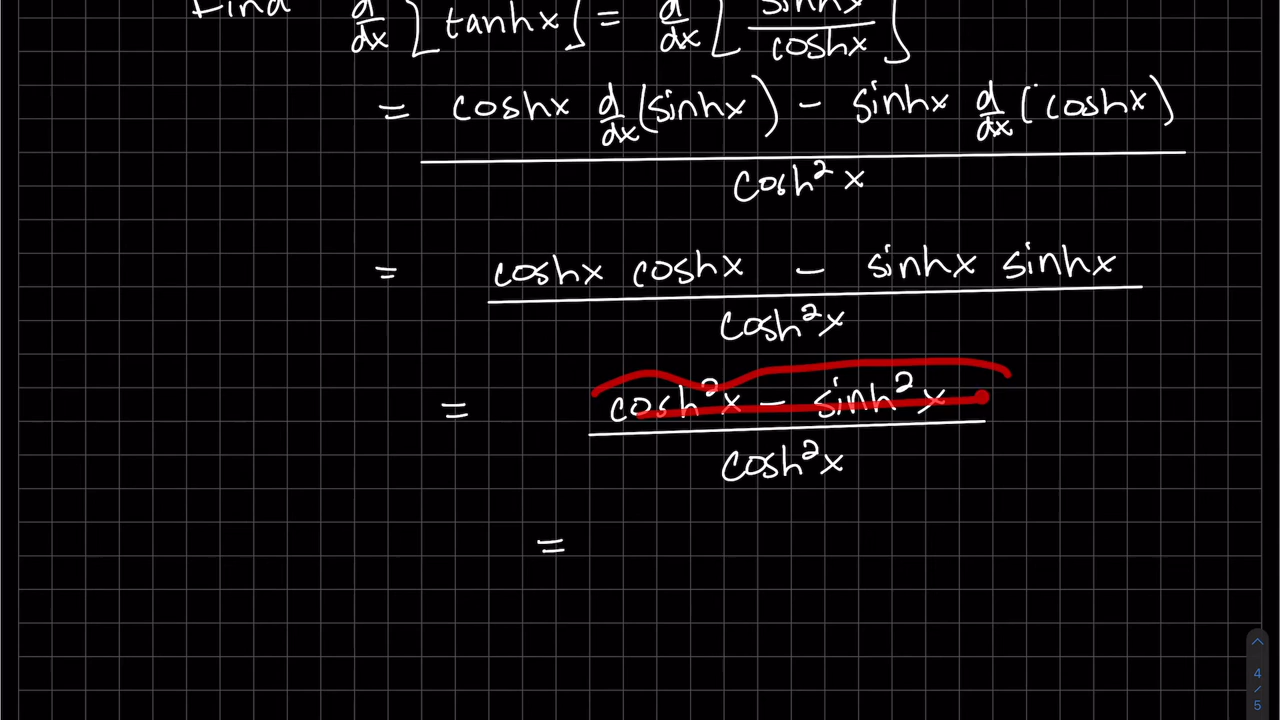 Find d/dx [tanhx] = d/dx [sinhx/coshx]
= (coshx d/dx(sinhx) - sinhx d/dx(coshx))/cosh²x
= (coshx coshx - sinhx sinhx)/cosh²x
= (cosh²x - sinh²x)/cosh²x
=
4/5